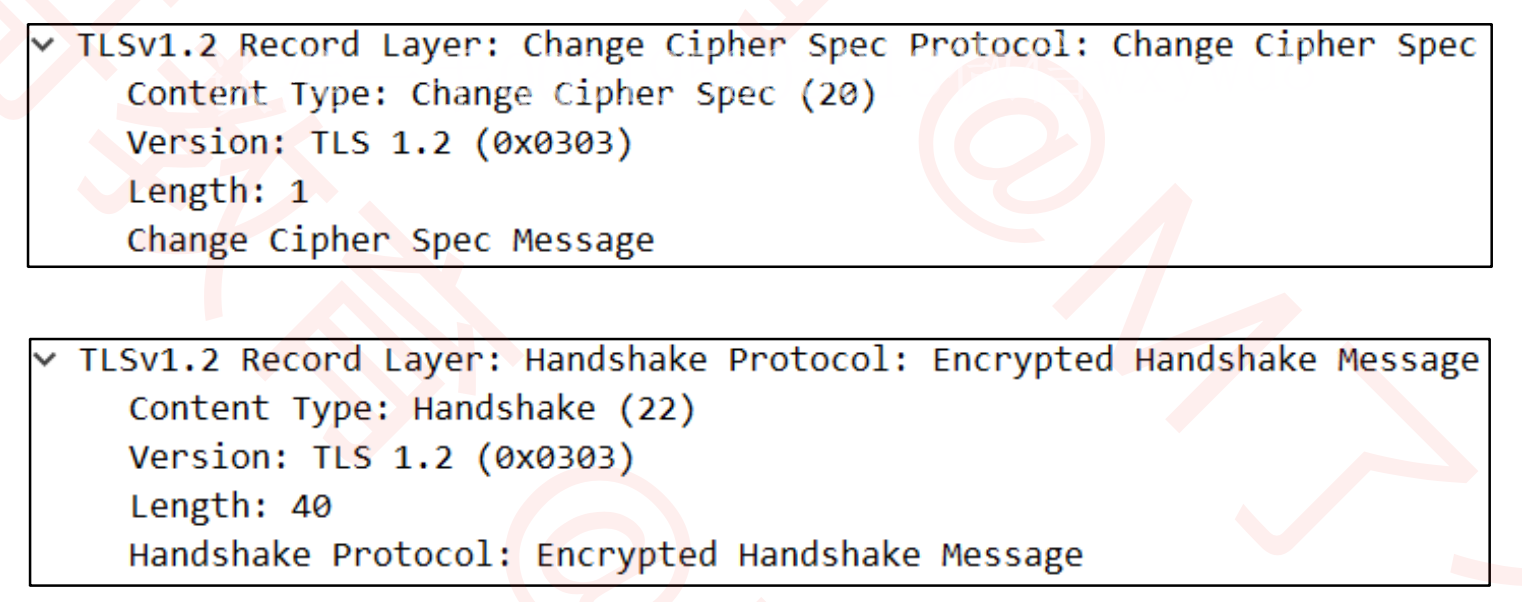 TLSv1.2 Record Layer: Change Cipher Spec Protocol: Change Cipher Spec
Content Type: Change Cipher Spec (20)
Version: TLS 1.2 (0x0303)
Length: 1
Change Cipher Spec Message
TLSv1.2 Record Layer: Handshake Protocol: Encrypted Handshake Message
Content Type: Handshake (22)
Version: TLS 1.2 (0x0303)
Length: 40
Handshake Protocol: Encrypted Handshake Message